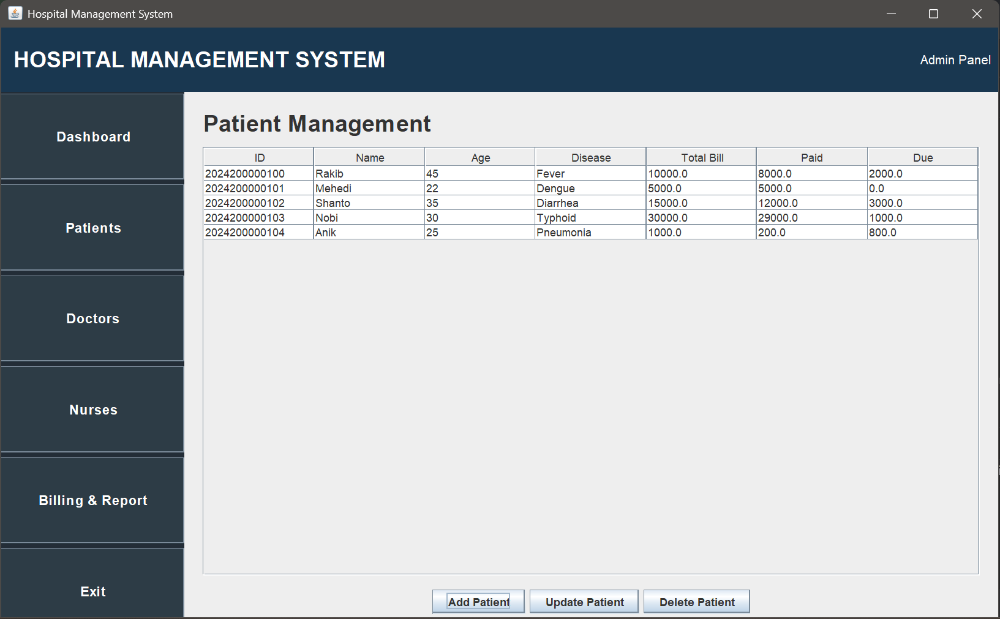 Hospital Management System
HOSPITAL MANAGEMENT SYSTEM
Admin Panel
Dashboard
Patients
Doctors
Nurses
Billing & Report
Exit
Patient Management
ID Name Age Disease Total Bill Paid Due
2024200000100 Rakib 45 Fever 10000.0 8000.0 2000.0
2024200000101 Mehedi 22 Dengue 5000.0 5000.0 0.0
2024200000102 Shanto 35 Diarrhea 15000.0 12000.0 3000.0
2024200000103 Nobi 30 Typhoid 30000.0 29000.0 1000.0
2024200000104 Anik 25 Pneumonia 1000.0 200.0 800.0
Add Patient Update Patient Delete Patient